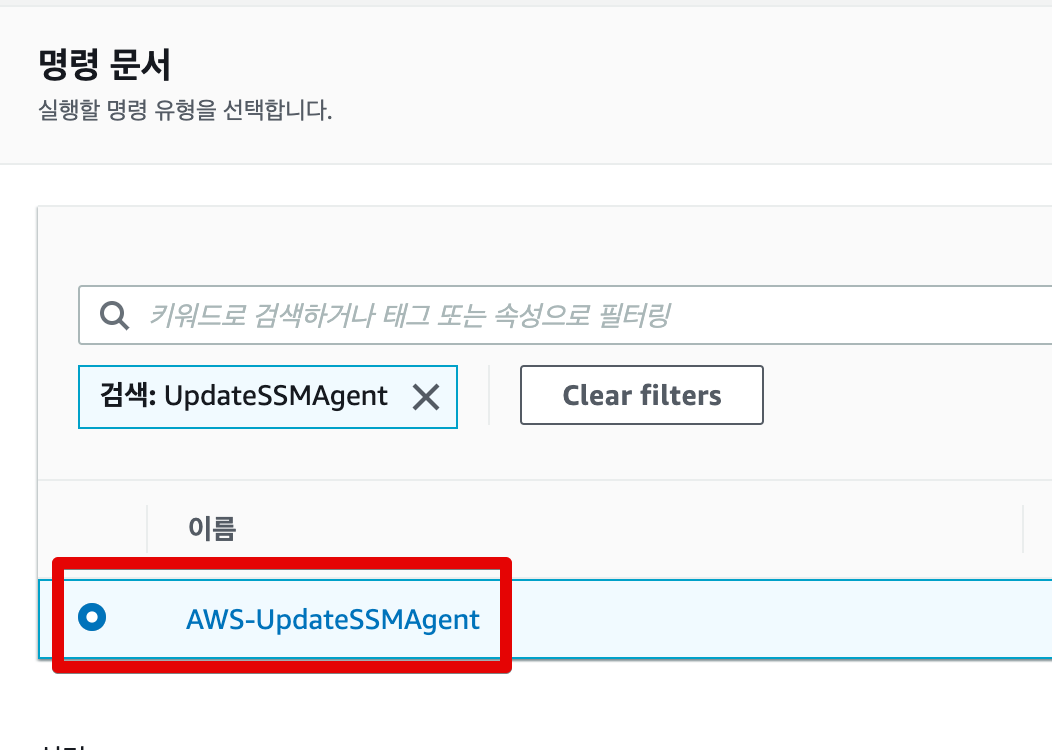 명령 문서
실행할 명령 유형을 선택합니다.
키워드로 검색하거나 태그 또는 속성으로 필터링
검색: UpdateSSMAgent
Clear filters
이름
AWS-UpdateSSMAgent